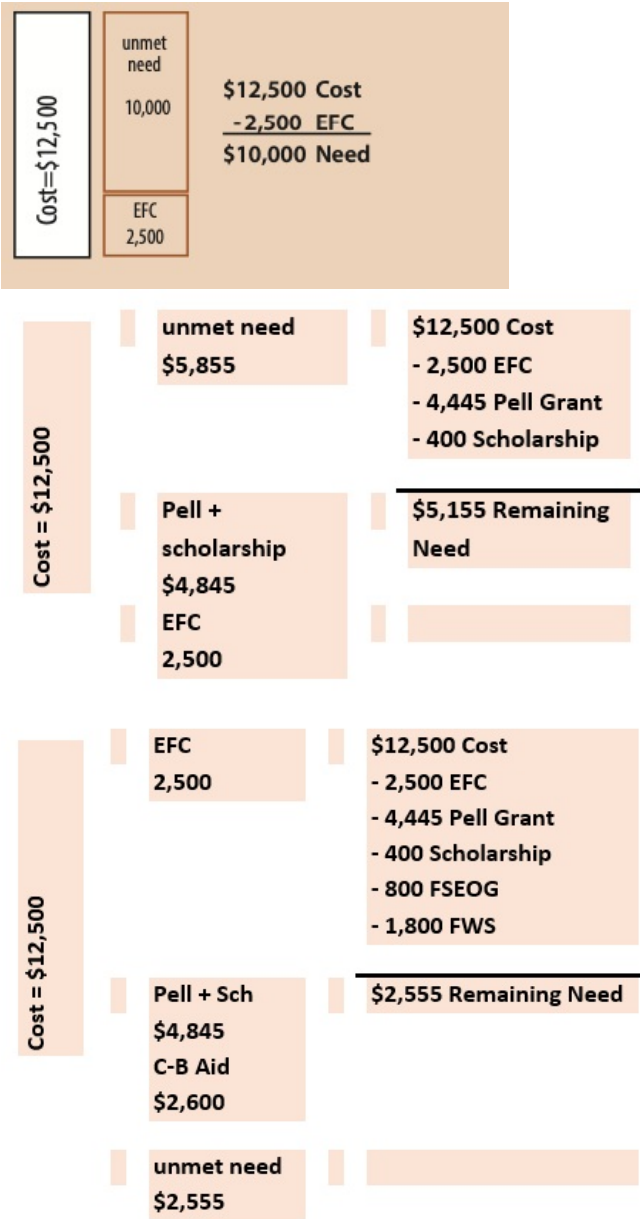 Cost=$12,500
unmet
need
10,000
EFC
2,500
$12,500 Cost
-2,500 EFC
$10,000 Need
Cost = $12,500
unmet need
$5,855
Pell +
scholarship
$4,845
EFC
2,500
$12,500 Cost
- 2,500 EFC
- 4,445 Pell Grant
- 400 Scholarship
$5,155 Remaining
Need
Cost = $12,500
EFC
2,500
Pell + Sch
$4,845
C-B Aid
$2,600
unmet need
$2,555
$12,500 Cost
- 2,500 EFC
- 4,445 Pell Grant
- 400 Scholarship
- 800 FSEOG
- 1,800 FWS
$2,555 Remaining Need